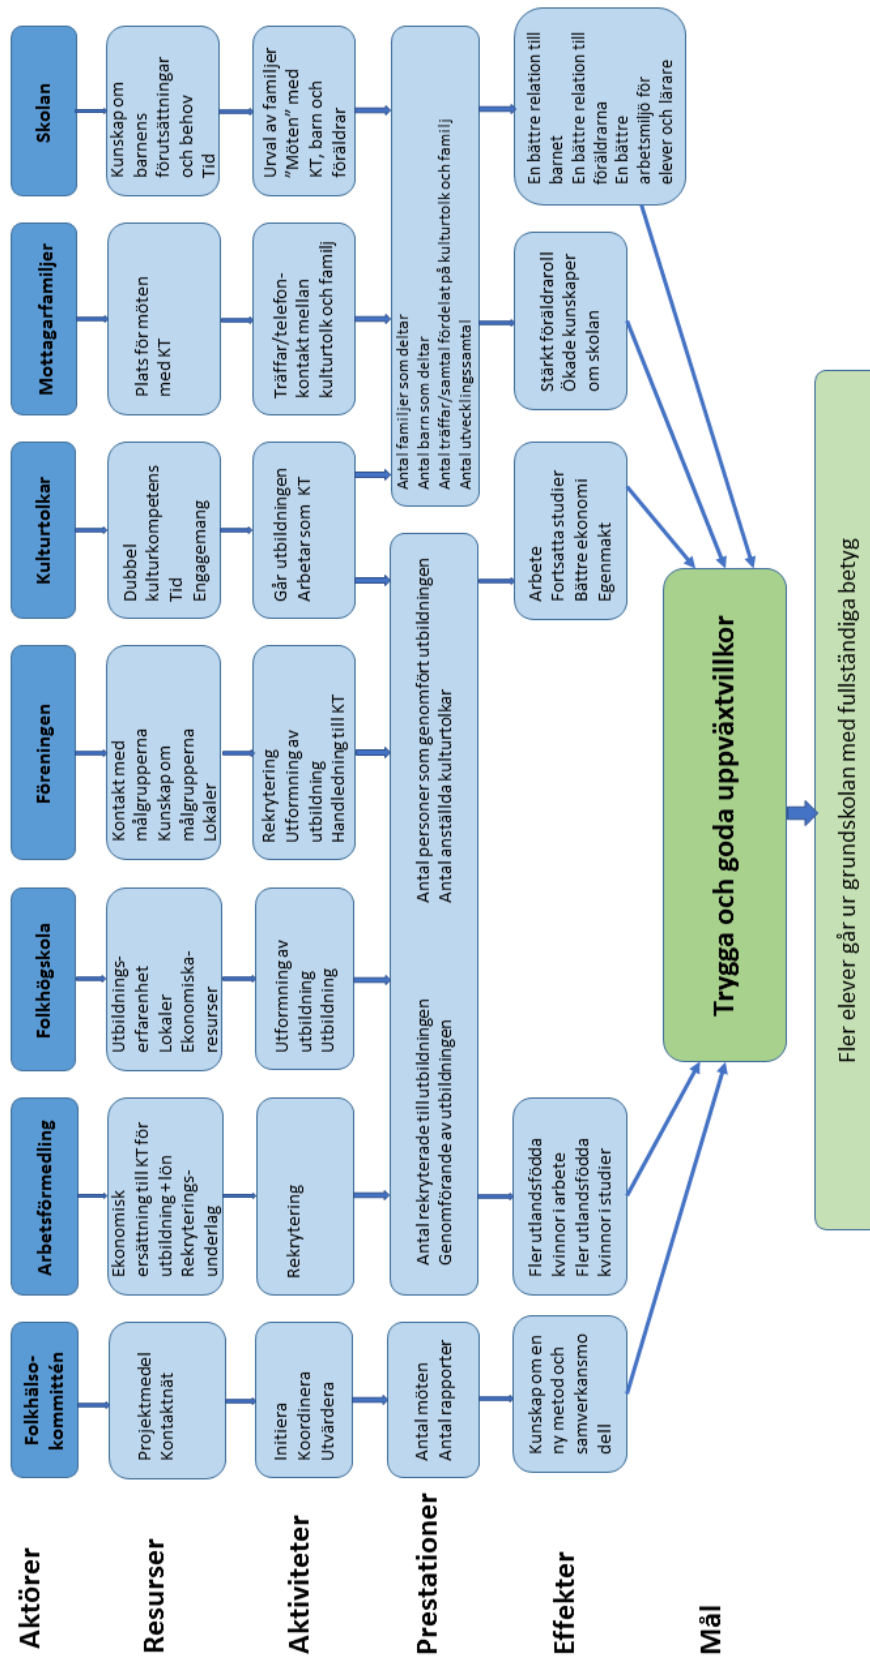 Aktörer
Folkhälso-
kommittén
Arbetsförmedling
Folkhögskola
Föreningen
Kulturtolkar
Mottagarfamiljer
Skolan
Resurser
Projektmedel
Kontaktnät
Ekonomisk
ersättning till KT för
utbildning + lön
Rekryterings-
underlag
Utbildnings-
erfarenhet
Lokaler
Ekonomiska-
resurser
Kontakt med
målgrupperna
Kunskap om
målgrupperna
Lokaler
Dubbel
kulturkompetens
Tid
Engagemang
Plats för möten
med KT
Kunskap om
barnens
förutsättningar
och behov
Tid
Aktiviteter
Initiera
Koordinera
Utvärdera
Rekrytering
Utformning av
utbildning
Utbildning
Rekrytering
Utformning av
utbildning
Handledning till KT
Går utbildningen
Arbetar som KT
Träffar/telefon-
kontakt mellan
kulturtolk och familj
Urval av familjer
”Möten” med
KT, barn och
föräldrar
Prestationer
Antal möten
Antal rapporter
Antal rekryterade till utbildningen
Genomförande av utbildningen
Antal personer som genomfört utbildningen
Antal anställda kulturtolkar
Antal familjer som deltar
Antal barn som deltar
Antal träffar/samtal fördelat på kulturtolk och familj
Antal utvecklingssamtal
Effekter
Kunskap om en
ny metod och
samverkansmo
dell
Fler utlandsfödda
kvinnor i arbete
Fler utlandsfödda
kvinnor i studier
Arbete
Fortsatta studier
Bättre ekonomi
Egenmakt
Stärkt föräldraroll
Ökade kunskaper
om skolan
En bättre relation till
barnet
En bättre relation till
föräldrarna
En bättre
arbetsmiljö för
elever och lärare
Mål
Trygga och goda uppväxtvillkor
Fler elever går ur grundskolan med fullständiga betyg